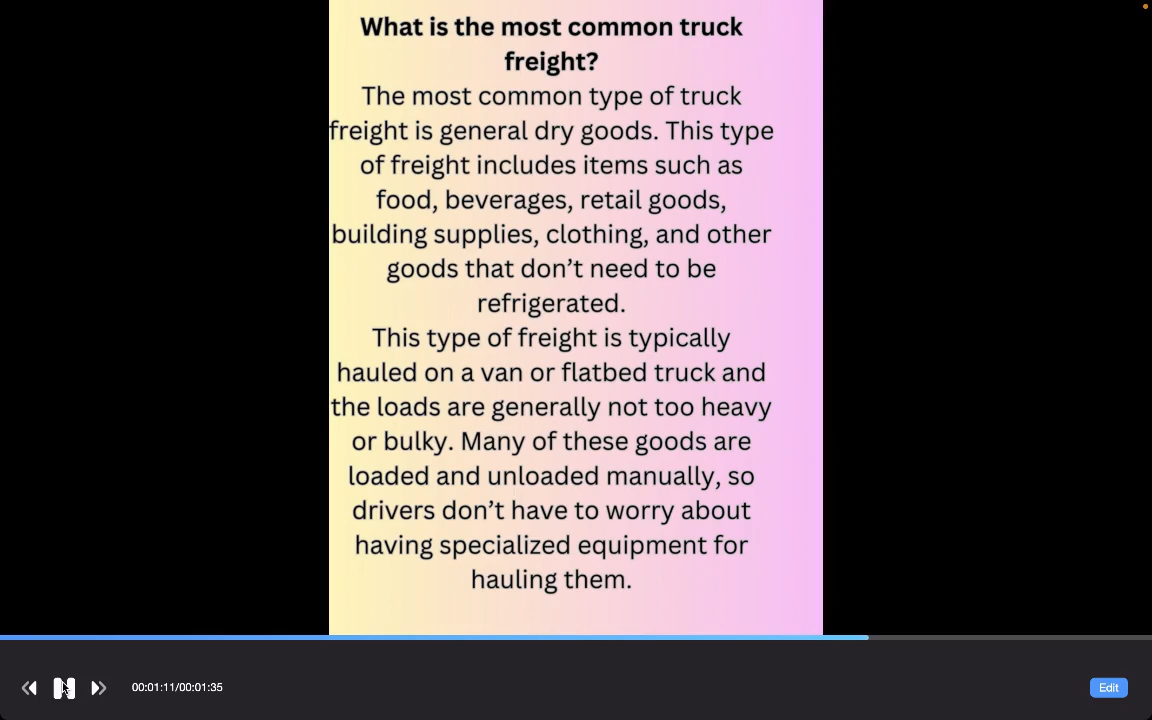 What is the most common truck
freight?
The most common type of truck
freight is general dry goods. This type
of freight includes items such as
food, beverages, retail goods,
building supplies, clothing, and other
goods that don’t need to be
refrigerated.
This type of freight is typically
hauled on a van or flatbed truck and
the loads are generally not too heavy
or bulky. Many of these goods are
loaded and unloaded manually, so
drivers don’t have to worry about
having specialized equipment for
hauling them.
00:01:11/00:01:35
Edit